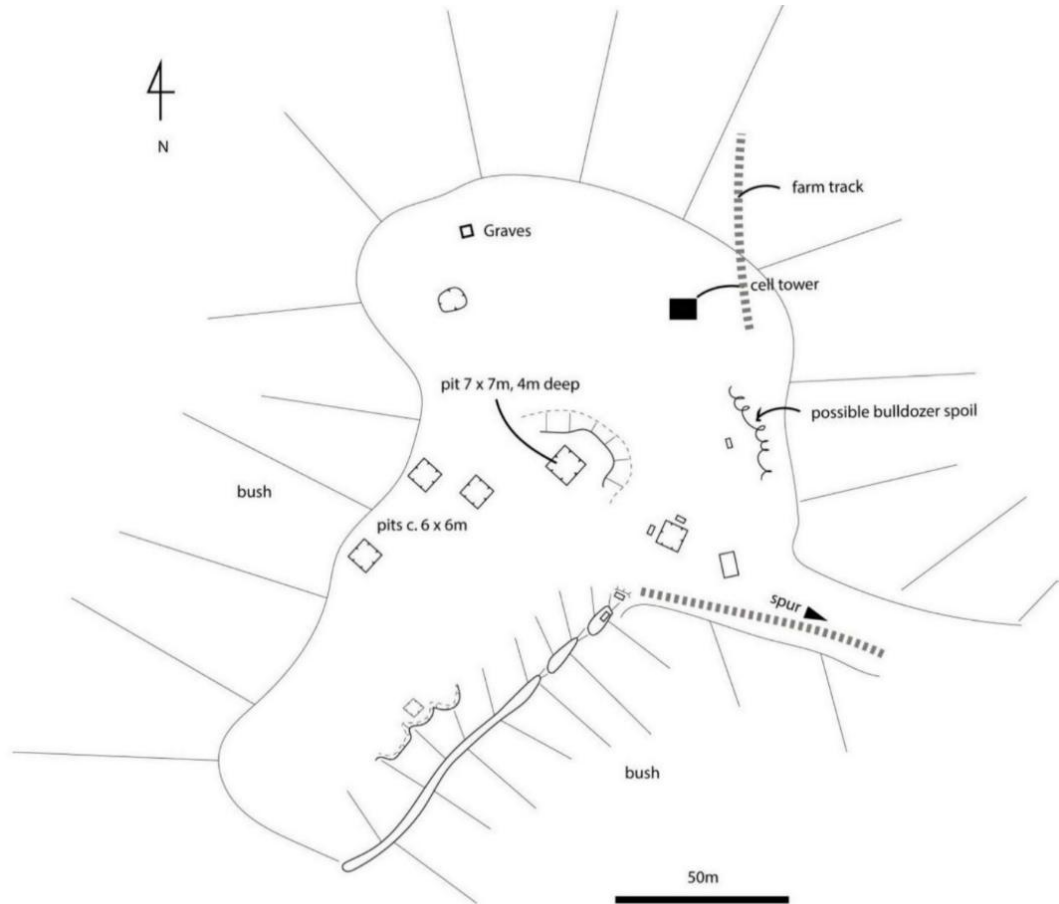 farm track
N
Graves
cell tower
pit 7 x 7m, 4m deep
possible bulldozer spoil
bush
pits c. 6 x 6m
spur
bush
50m